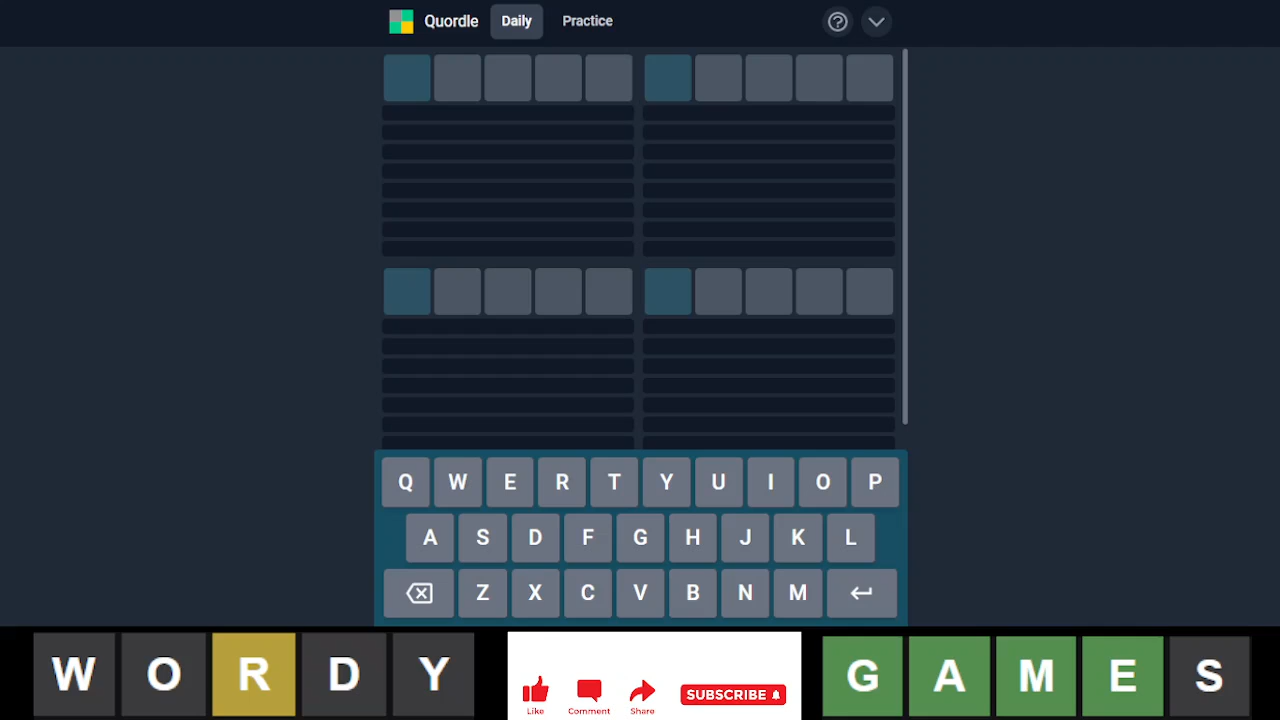 Quordle Daily Practice
Q W E R T Y U I O P
A S D F G H J K L
Z X C V B N M
W O R D Y
Like Comment Share SUBSCRIBE
G A M E S